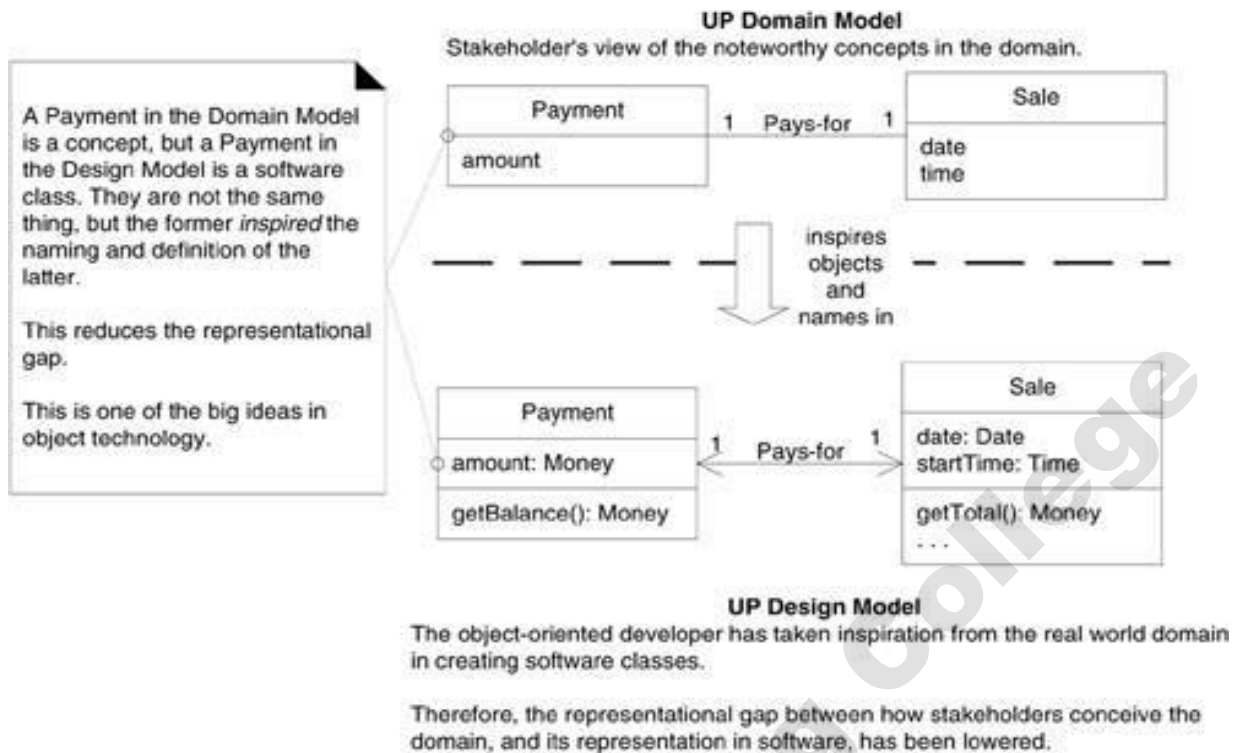 UP Domain Model
Stakeholder's view of the noteworthy concepts in the domain.
A Payment in the Domain Model
is a concept, but a Payment in
the Design Model is a software
class. They are not the same
thing, but the former inspired the
naming and definition of the
latter.
This reduces the representational
gap.
This is one of the big ideas in
object technology.
Payment
amount
1 Pays-for 1
Sale
date
time
inspires
objects
and
names in
Payment
amount: Money
getBalance(): Money
1 Pays-for 1
Sale
date: Date
startTime: Time
getTotal(): Money
. . .
UP Design Model
The object-oriented developer has taken inspiration from the real world domain
in creating software classes.
Therefore, the representational gap between how stakeholders conceive the
domain, and its representation in software, has been lowered.
College